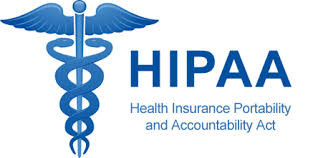 HIPAA
Health Insurance Portability
and Accountability Act